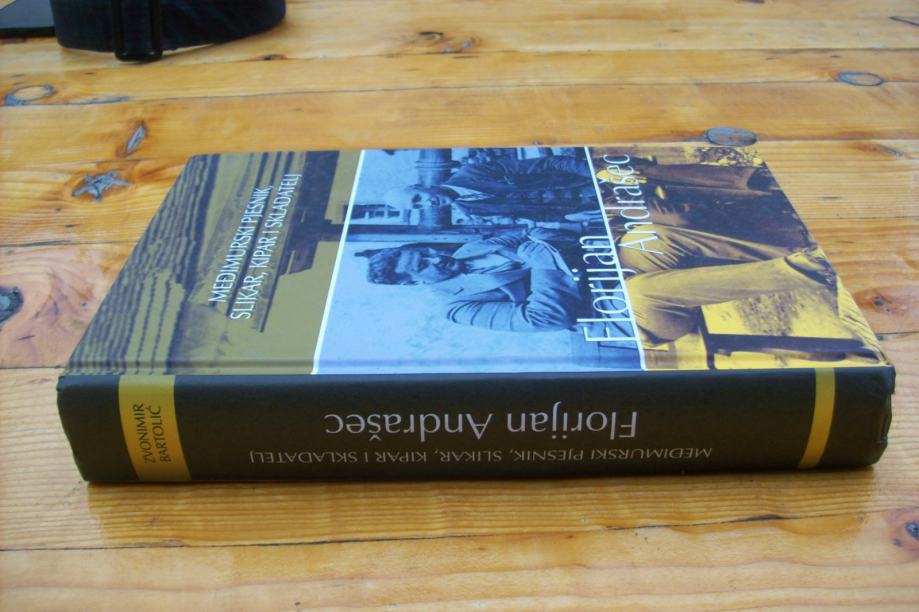 Florijan
Andrašec
MEĐIMURSKI PJESNIK,
SLIKAR, KIPAR I SKLADATELJ
ZVONIMIR
BARTOLIĆ
Florijan Andrašec
MEĐIMURSKI PJESNIK, SLIKAR, KIPAR I SKLADATELJ